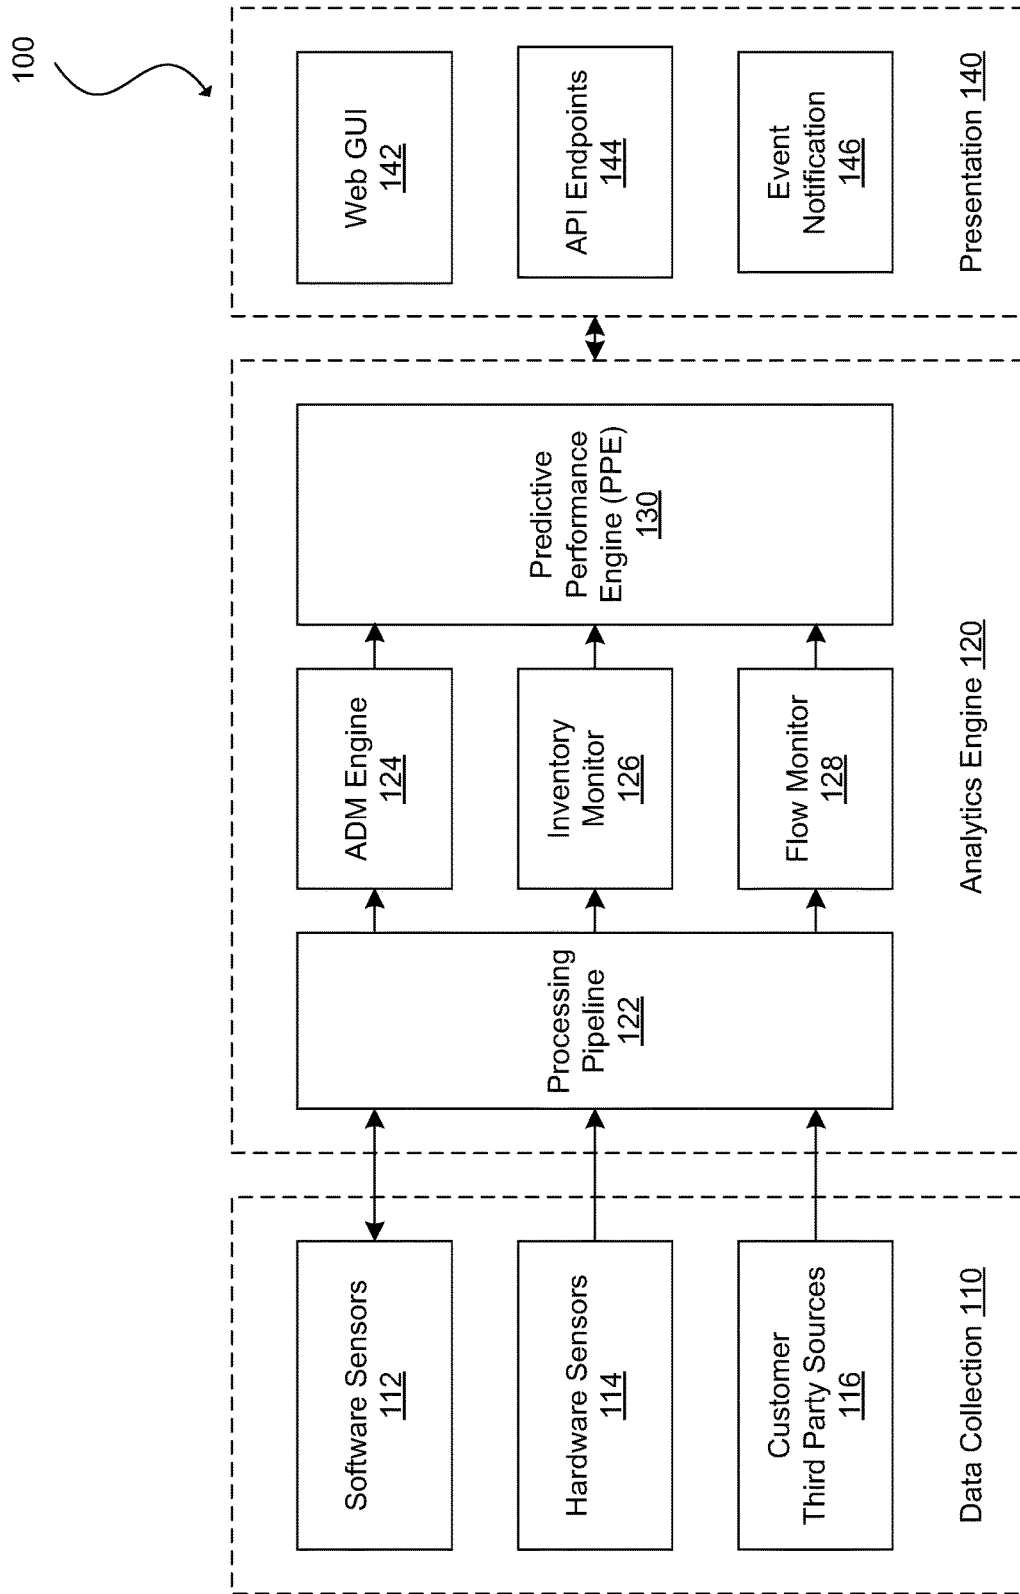 100
Software Sensors
112
Hardware Sensors
114
Customer
Third Party Sources
116
Data Collection 110
Processing
Pipeline
122
ADM Engine
124
Inventory
Monitor
126
Flow Monitor
128
Predictive
Performance
Engine (PPE)
130
Analytics Engine 120
Web GUI
142
API Endpoints
144
Event
Notification
146
Presentation 140